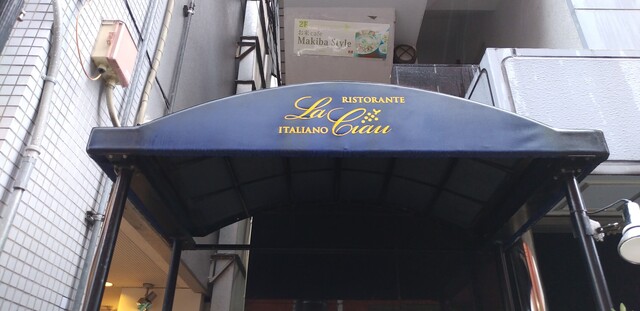 2F
Makiba Style
RISTORANTE
La Ciau
ITALIANO